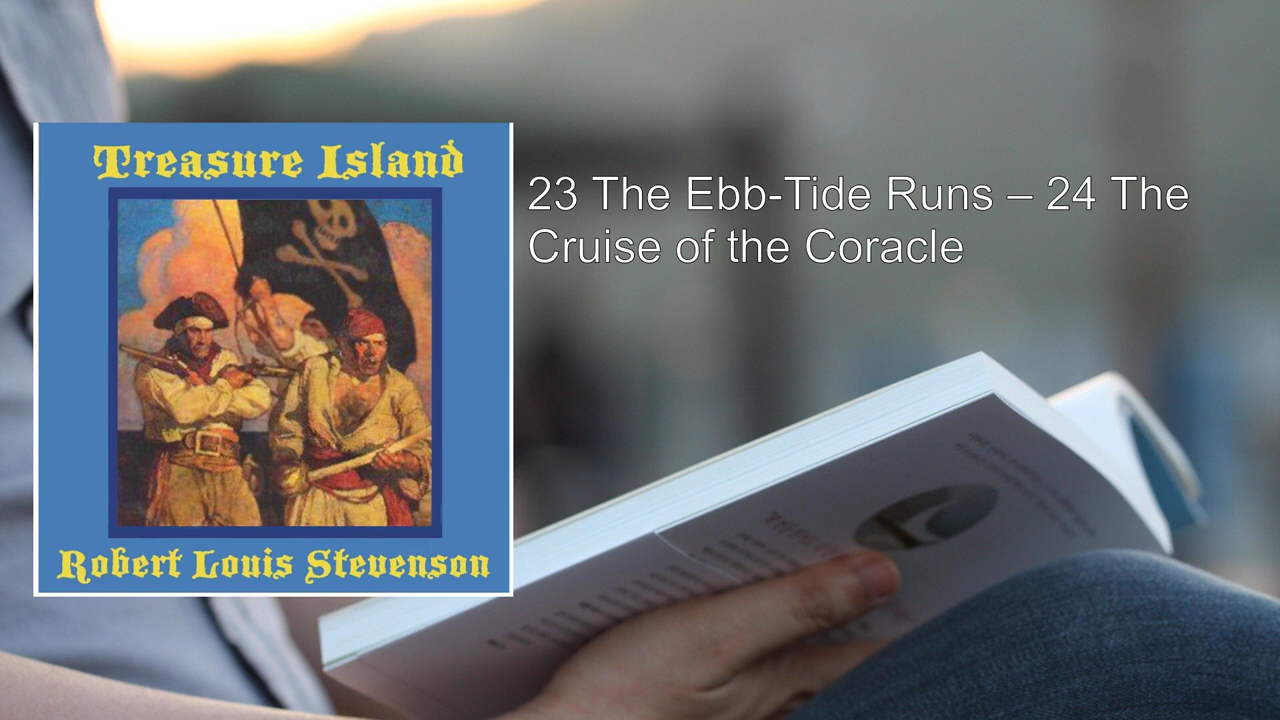 Treasure Island
Robert Louis Stevenson
23 The Ebb-Tide Runs – 24 The
Cruise of the Coracle